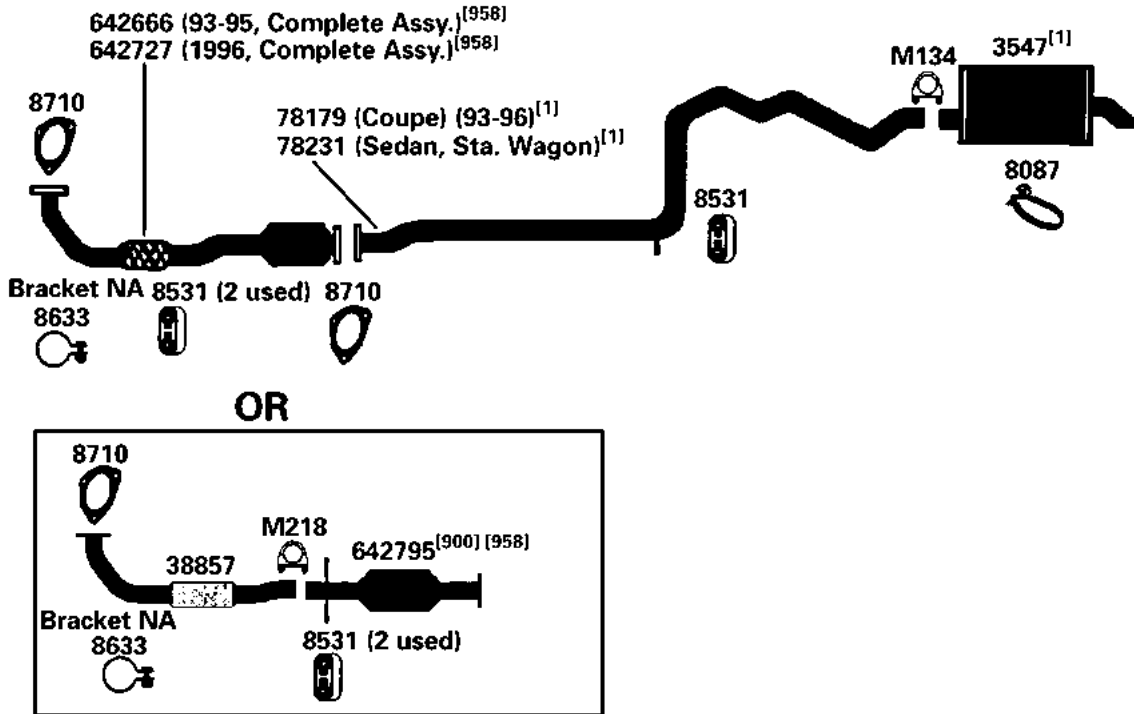 642666 (93-95, Complete Assy.)[958]
642727 (1996, Complete Assy.)[958]
M134
3547[1]
8710
78179 (Coupe) (93-96)[1]
78231 (Sedan, Sta. Wagon)[1]
8087
8531
Bracket NA
8633
8531 (2 used)
8710
OR
8710
M218
642795[900] [958]
38857
Bracket NA
8633
8531 (2 used)